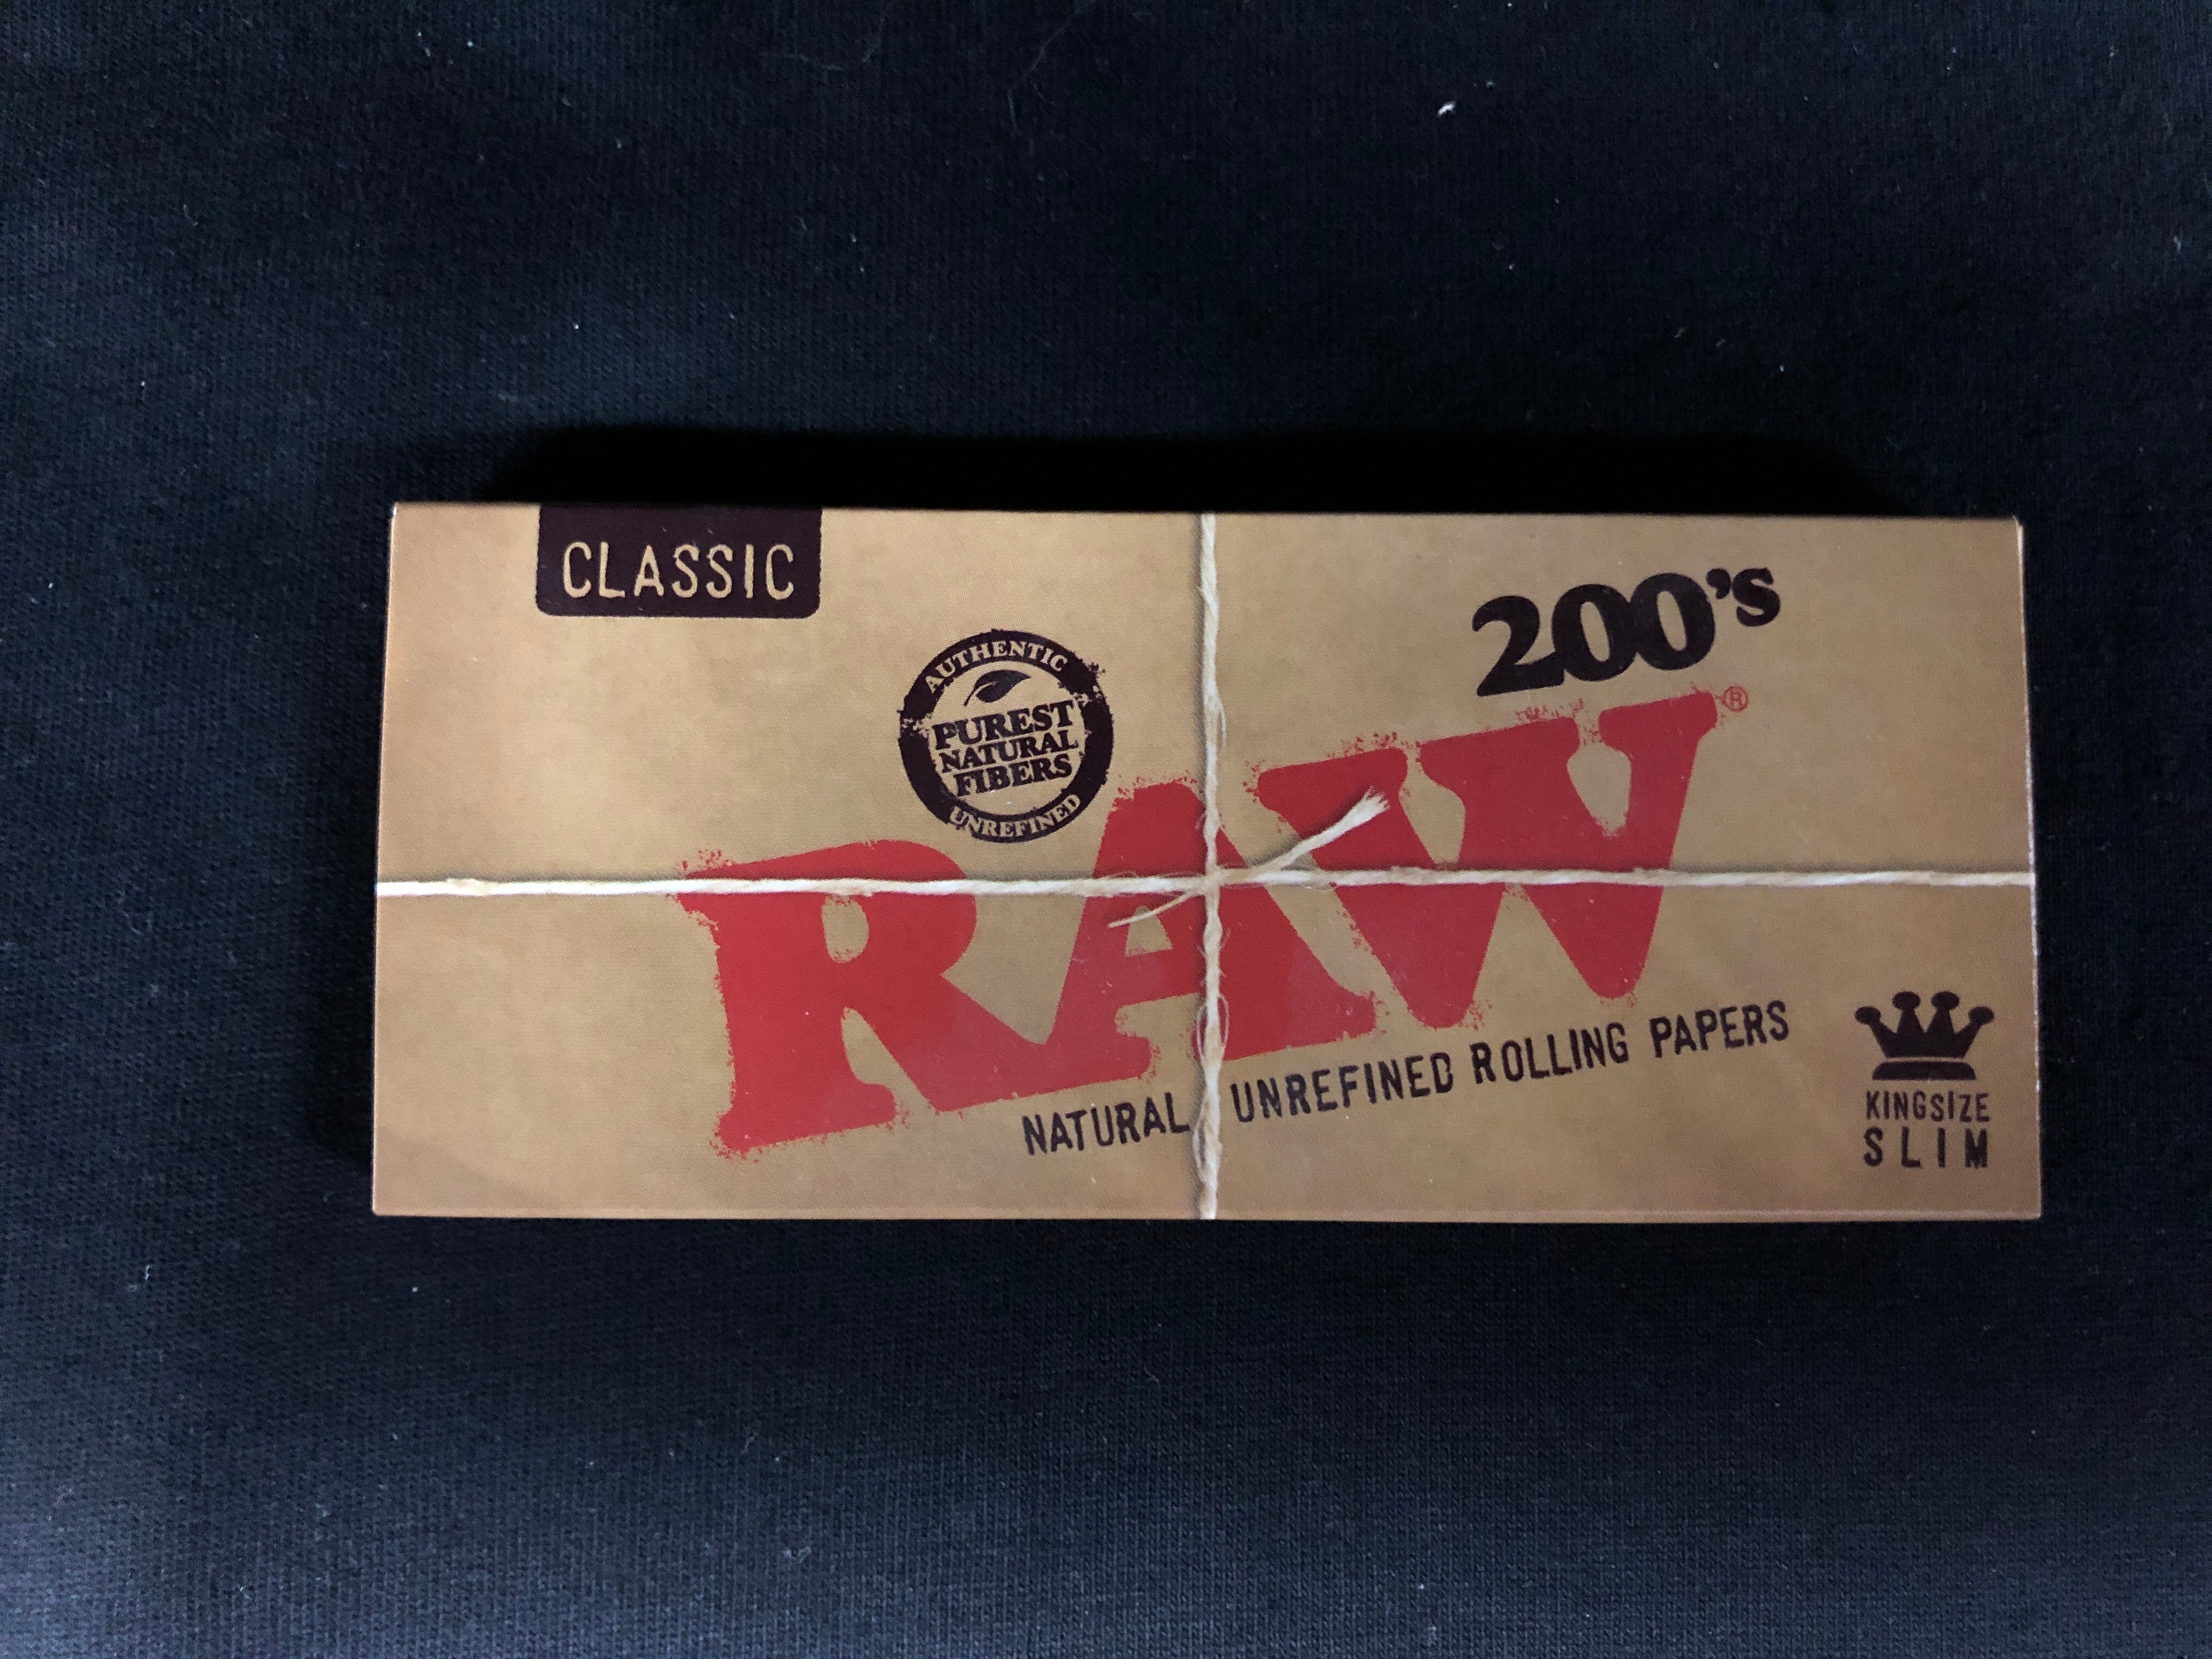 CLASSIC
200's
AUTHENTIC
PUREST
NATURAL
FIBERS
UNREFINED
RAW®
NATURAL UNREFINED ROLLING PAPERS
KINGSIZE
SLIM